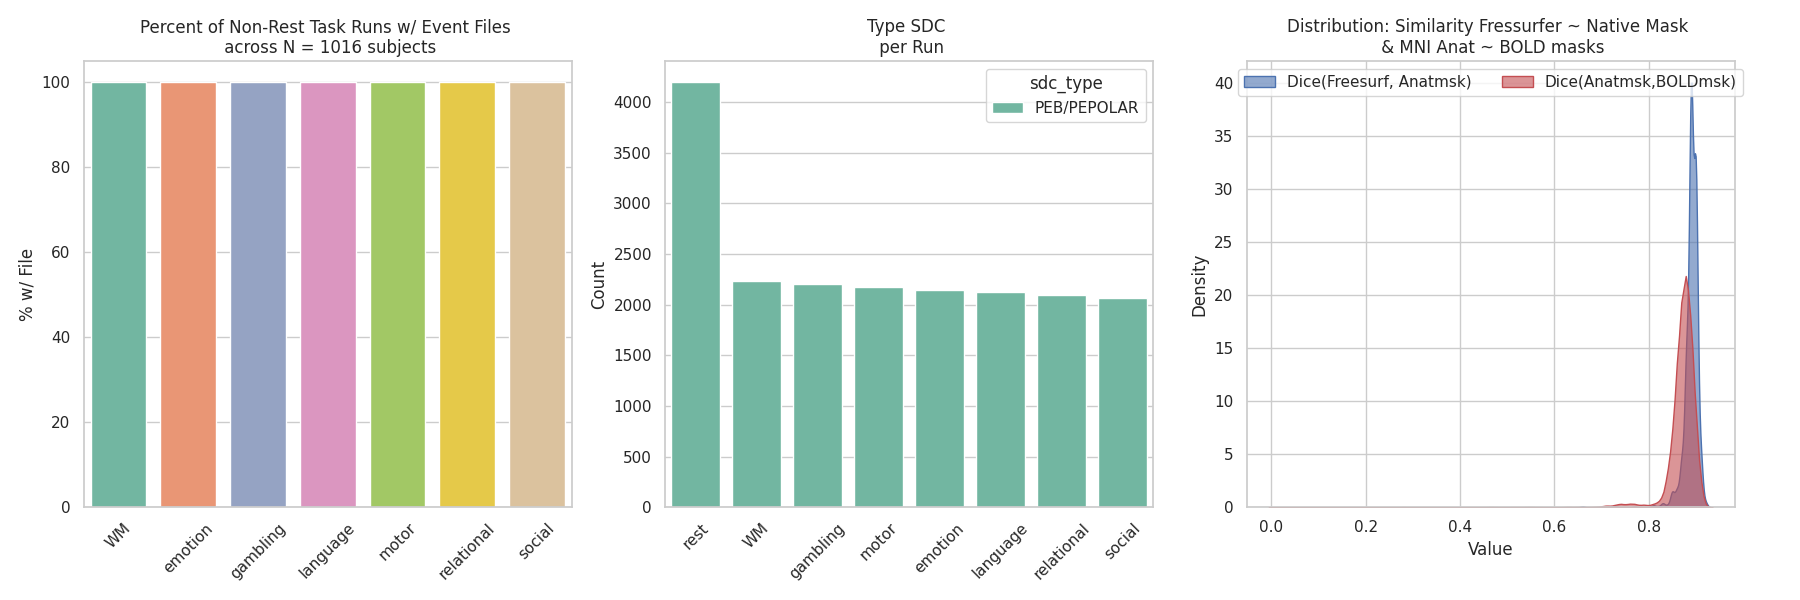 Percent of Non-Rest Task Runs w/ Event Files
across N = 1016 subjects
% w/ File
100
80
60
40
20
0
WM
emotion
gambling
language
motor
relational
social
Type SDC
per Run
sdc_type
PEB/PEPOLAR
Count
4000
3500
3000
2500
2000
1500
1000
500
0
rest
WM
gambling
motor
emotion
language
relational
social
Distribution: Similarity Fressurfer ~ Native Mask
& MNI Anat ~ BOLD masks
Dice(Freesurf, Anatmsk)
Dice(Anatmsk,BOLDmsk)
Density
40
35
30
25
20
15
10
5
0
0.0
0.2
0.4
0.6
0.8
Value